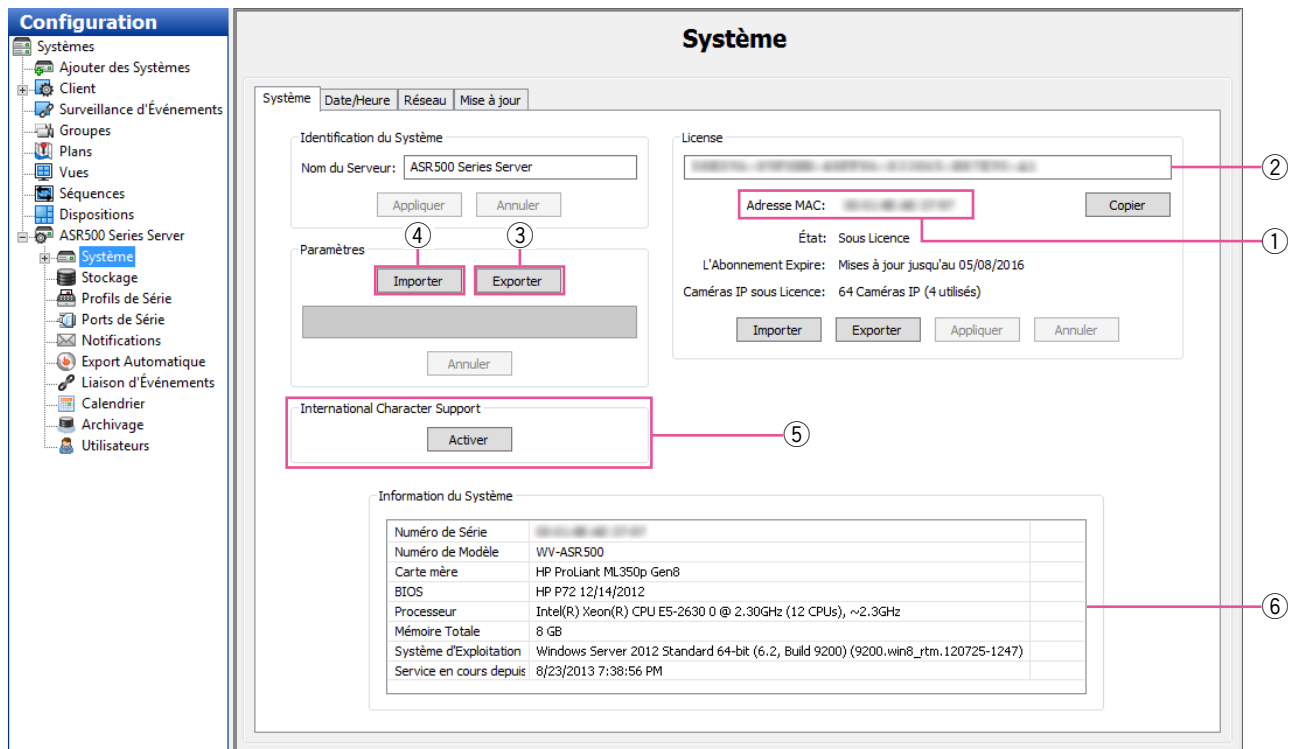 Configuration
Systèmes
Ajouter des Systèmes
Client
Surveillance d'Événements
Groupes
Plans
Vues
Séquences
Dispositions
ASR500 Series Server
Système
Stockage
Profils de Série
Ports de Série
Notifications
Export Automatique
Liaison d'Événements
Calendrier
Archivage
Utilisateurs
Système
Système Date/Heure Réseau Mise à jour
Identification du Système
Nom du Serveur: ASR500 Series Server
Appliquer Annuler
④ ③
Paramètres
Importer Exporter
Annuler
International Character Support
Activer
⑤
License
②
Adresse MAC:
Copier
①
État: Sous Licence
L'Abonnement Expire: Mises à jour jusqu'au 05/08/2016
Caméras IP sous Licence: 64 Caméras IP (4 utilisés)
Importer Exporter Appliquer Annuler
Information du Système
Numéro de Série
Numéro de Modèle WV-ASR500
Carte mère HP ProLiant ML350p Gen8
BIOS HP P72 12/14/2012
Processeur Intel(R) Xeon(R) CPU E5-2630 0 @ 2.30GHz (12 CPUs), ~2.3GHz
Mémoire Totale 8 GB
Système d'Exploitation Windows Server 2012 Standard 64-bit (6.2, Build 9200) (9200.win8_rtm.120725-1247)
Service en cours depuis 8/23/2013 7:38:56 PM
⑥